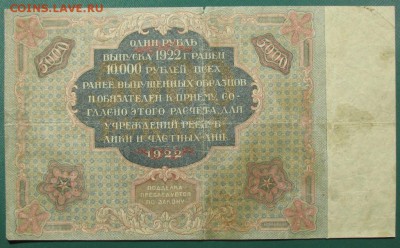 COINS.LAVE.RU
ОДИН РУБЛЬ
ВЫПУСКА 1922 Г. РАВЕН
10.000 РУБЛЕЙ ВСЕХ
РАНЕЕ ВЫПУЩЕННЫХ ОБРАЗЦОВ
5000
5000
И ОБЯЗАТЕЛЕН К ПРИЕМУ, СО-
ГЛАСНО ЭТОГО РАСЧЕТА, ДЛЯ
УЧРЕЖДЕНИЙ РЕСПУБ-
ЛИКИ И ЧАСТНЫХ ЛИЦ
1922
ПОДДЕЛКА
ПРЕСЛЕДУЕТСЯ
ПО ЗАКОНУ